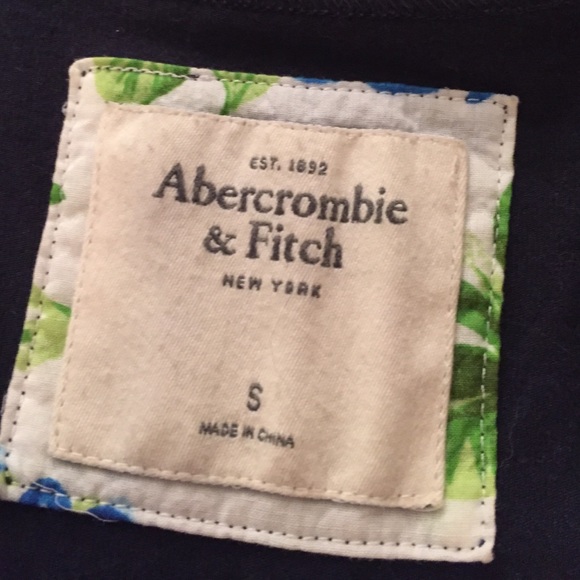 EST. 1892
Abercrombie
& Fitch
NEW YORK
S
MADE IN CHINA